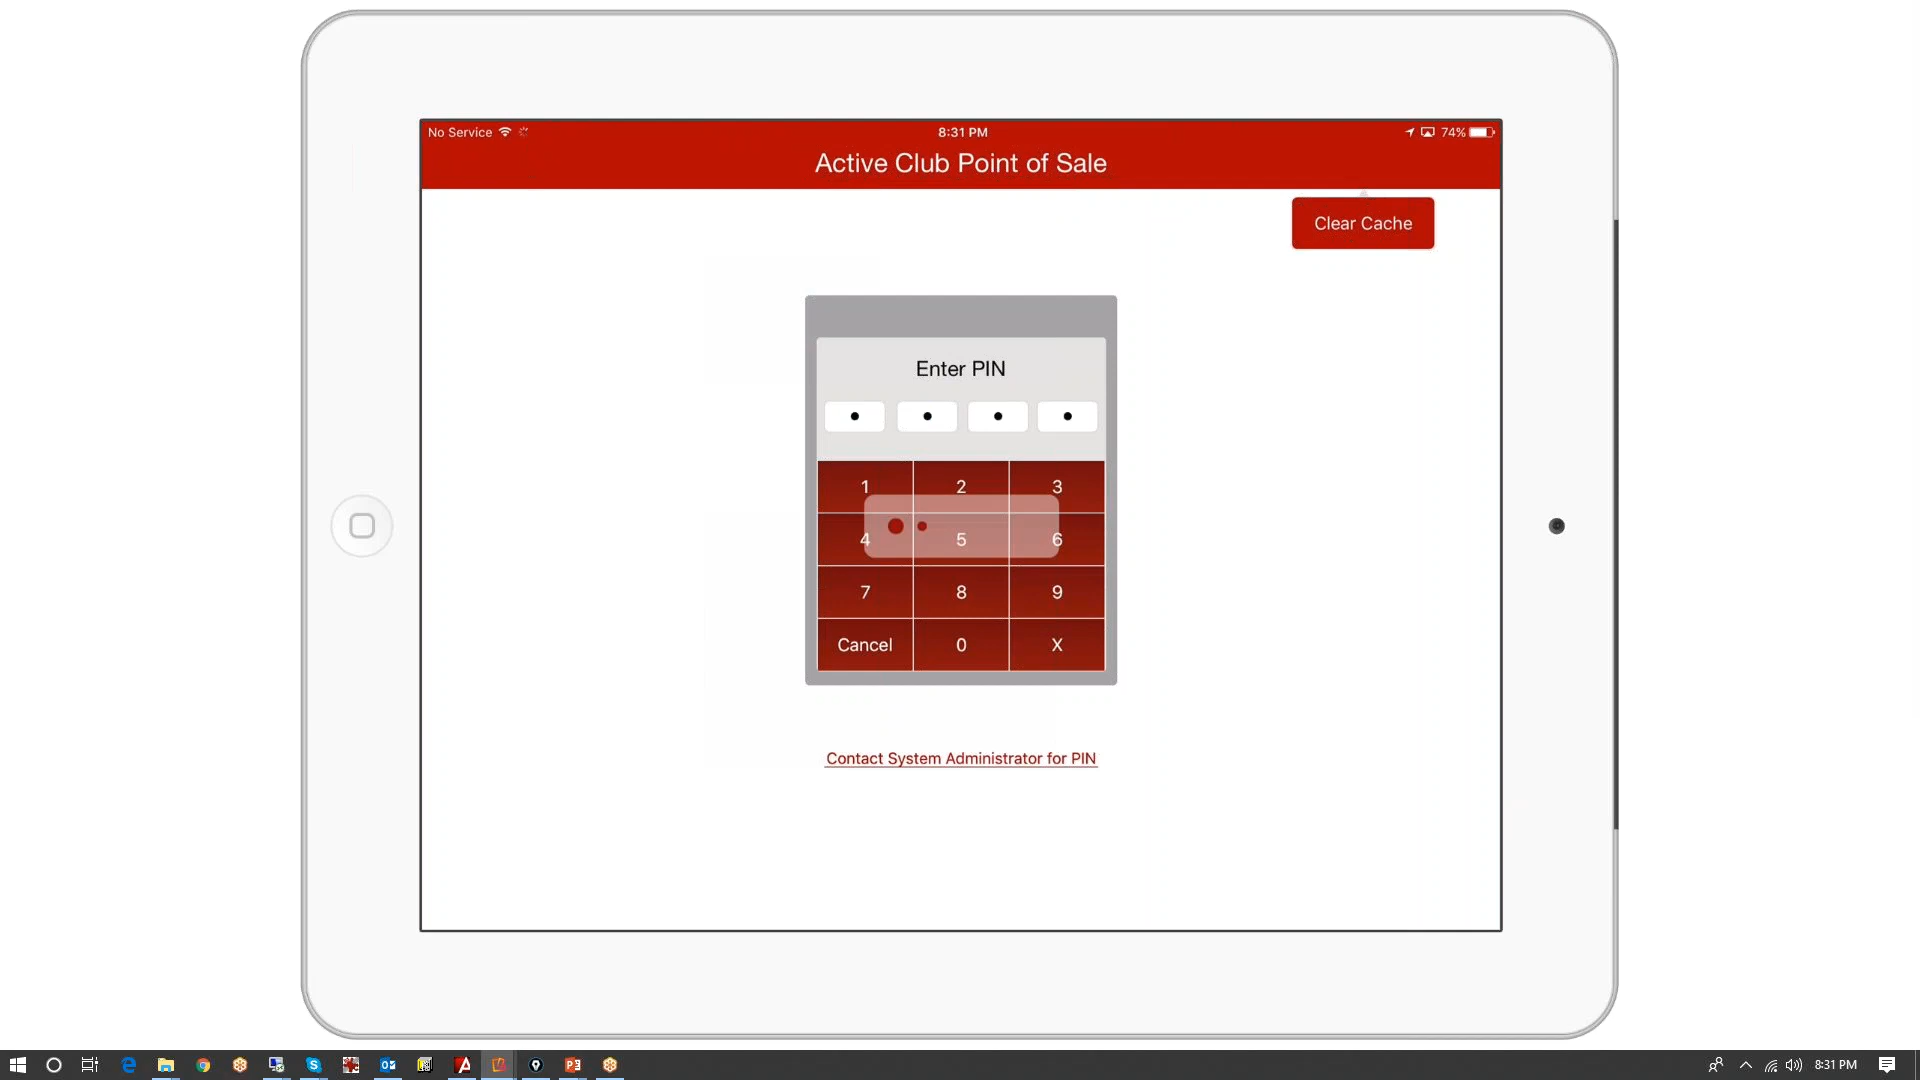 No Service
8:31 PM
74%
Active Club Point of Sale
Clear Cache
Enter PIN
1 2 3
4 5 6
7 8 9
Cancel 0 X
Contact System Administrator for PIN
8:31 PM